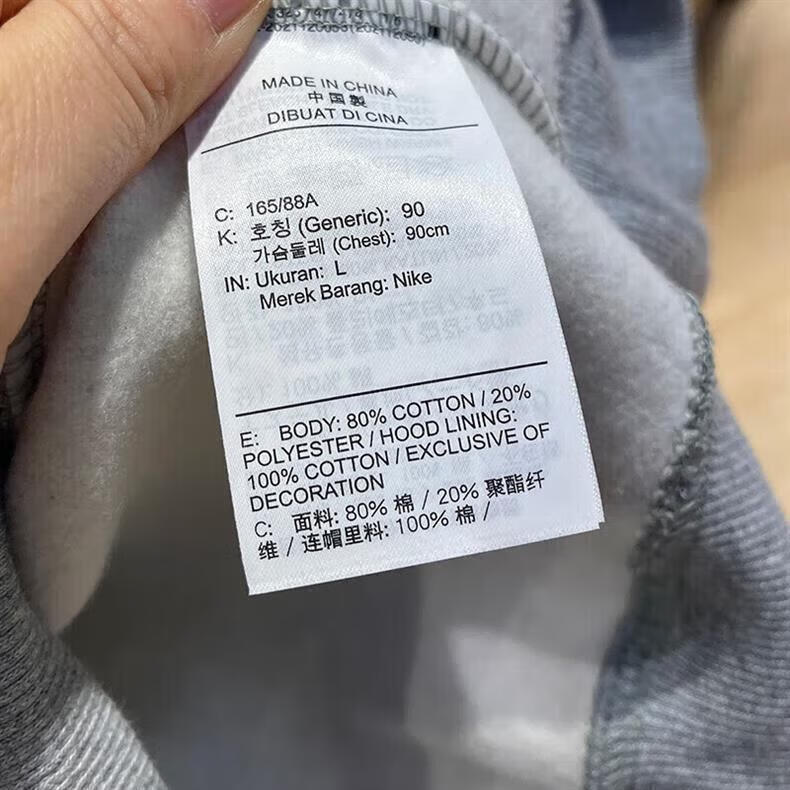 MADE IN CHINA
中国製
DIBUAT DI CINA
C: 165/88A
K: 호칭 (Generic): 90
가슴둘레 (Chest): 90cm
IN: Ukuran: L
Merek Barang: Nike
E: BODY: 80% COTTON / 20%
POLYESTER / HOOD LINING:
100% COTTON / EXCLUSIVE OF
DECORATION
C: 面料: 80% 棉 / 20% 聚酯纤
维 / 连帽里料: 100% 棉 /